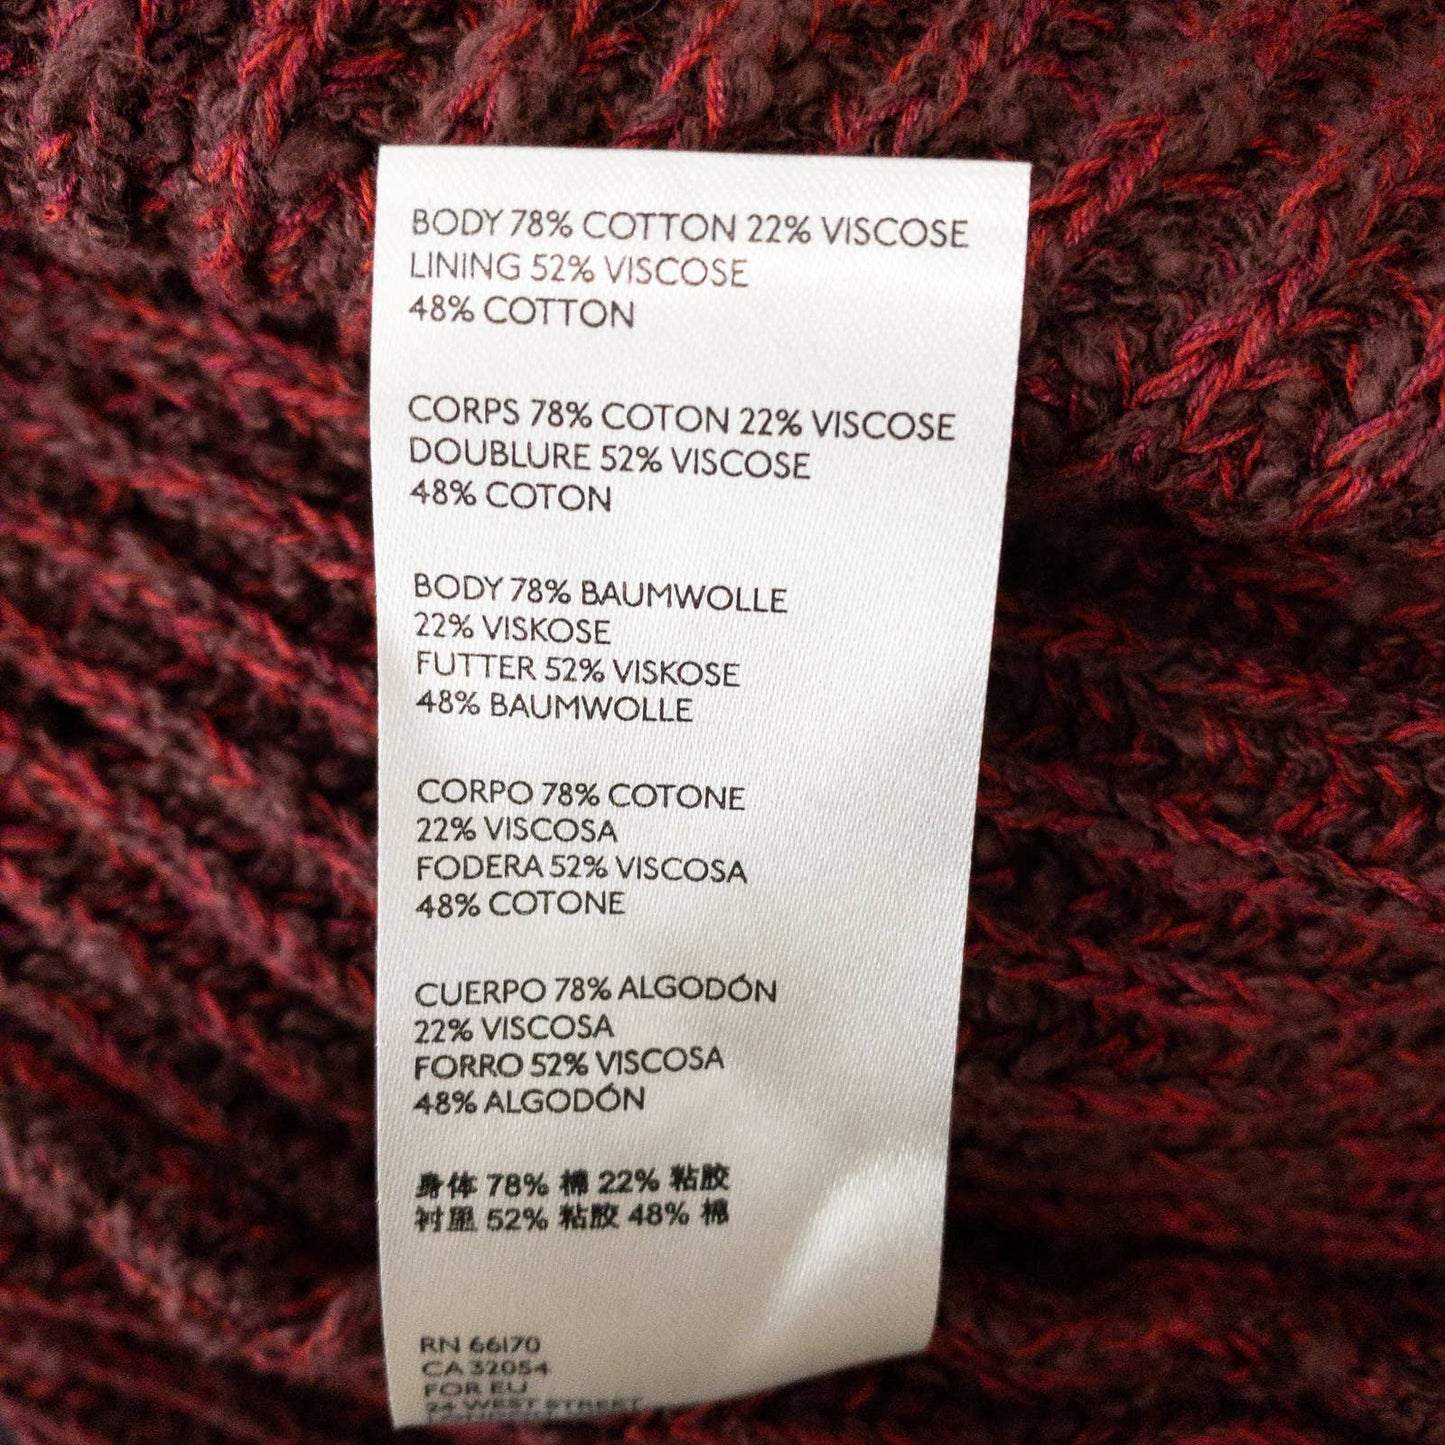 BODY 78% COTTON 22% VISCOSE
LINING 52% VISCOSE
48% COTTON
CORPS 78% COTON 22% VISCOSE
DOUBLURE 52% VISCOSE
48% COTON
BODY 78% BAUMWOLLE
22% VISKOSE
FUTTER 52% VISKOSE
48% BAUMWOLLE
CORPO 78% COTONE
22% VISCOSA
FODERA 52% VISCOSA
48% COTONE
CUERPO 78% ALGODÓN
22% VISCOSA
FORRO 52% VISCOSA
48% ALGODÓN
身体 78% 棉 22% 粘胶
衬里 52% 粘胶 48% 棉
RN 66170
CA 32054
FOR EU
24 WEST STREET